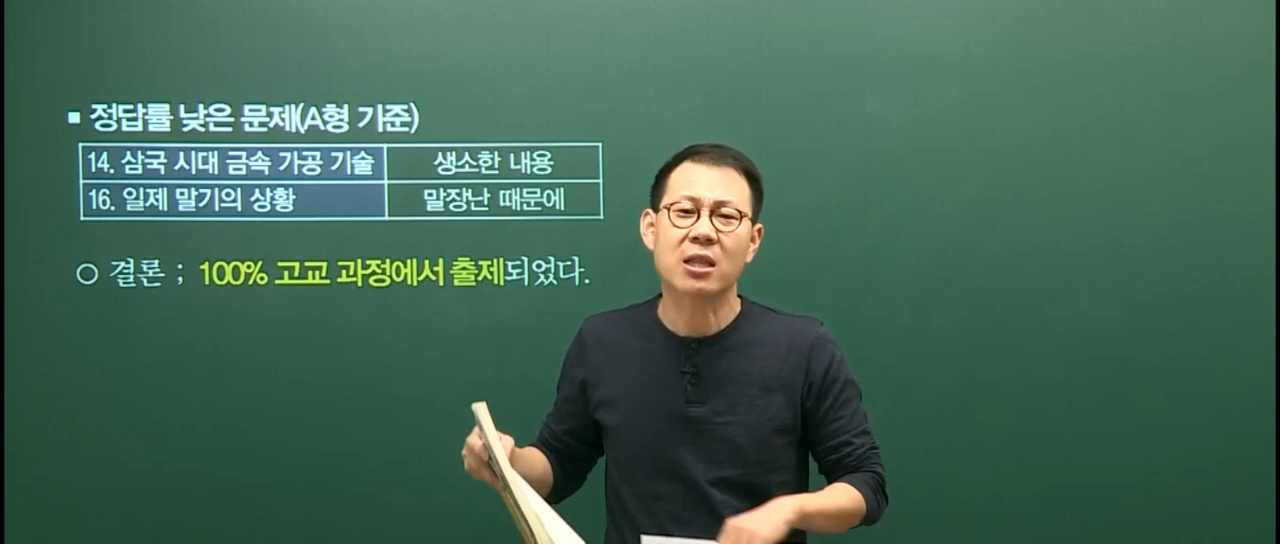 ▪ 정답률 낮은 문제(A형 기준)
14. 삼국 시대 금속 가공 기술 생소한 내용
16. 일제 말기의 상황 말장난 때문에
○ 결론 ; 100% 고교 과정에서 출제되었다.